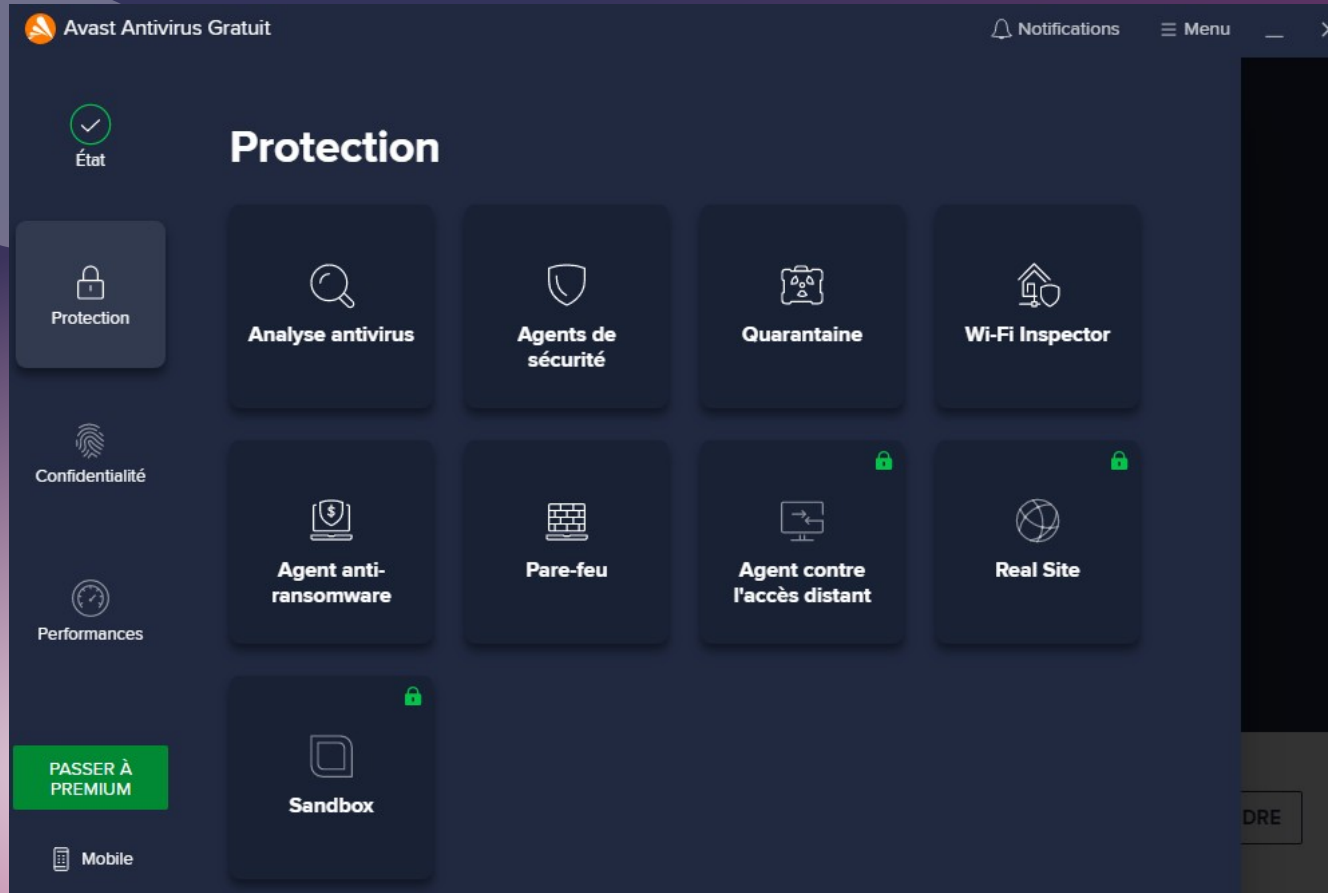 Avast Antivirus Gratuit
Notifications
Menu
État
Protection
Confidentialité
Performances
PASSER À
PREMIUM
Mobile
Protection
Analyse antivirus
Agents de
sécurité
Quarantaine
Wi-Fi Inspector
Agent anti-
ransomware
Pare-feu
Agent contre
l'accès distant
Real Site
Sandbox
DRE